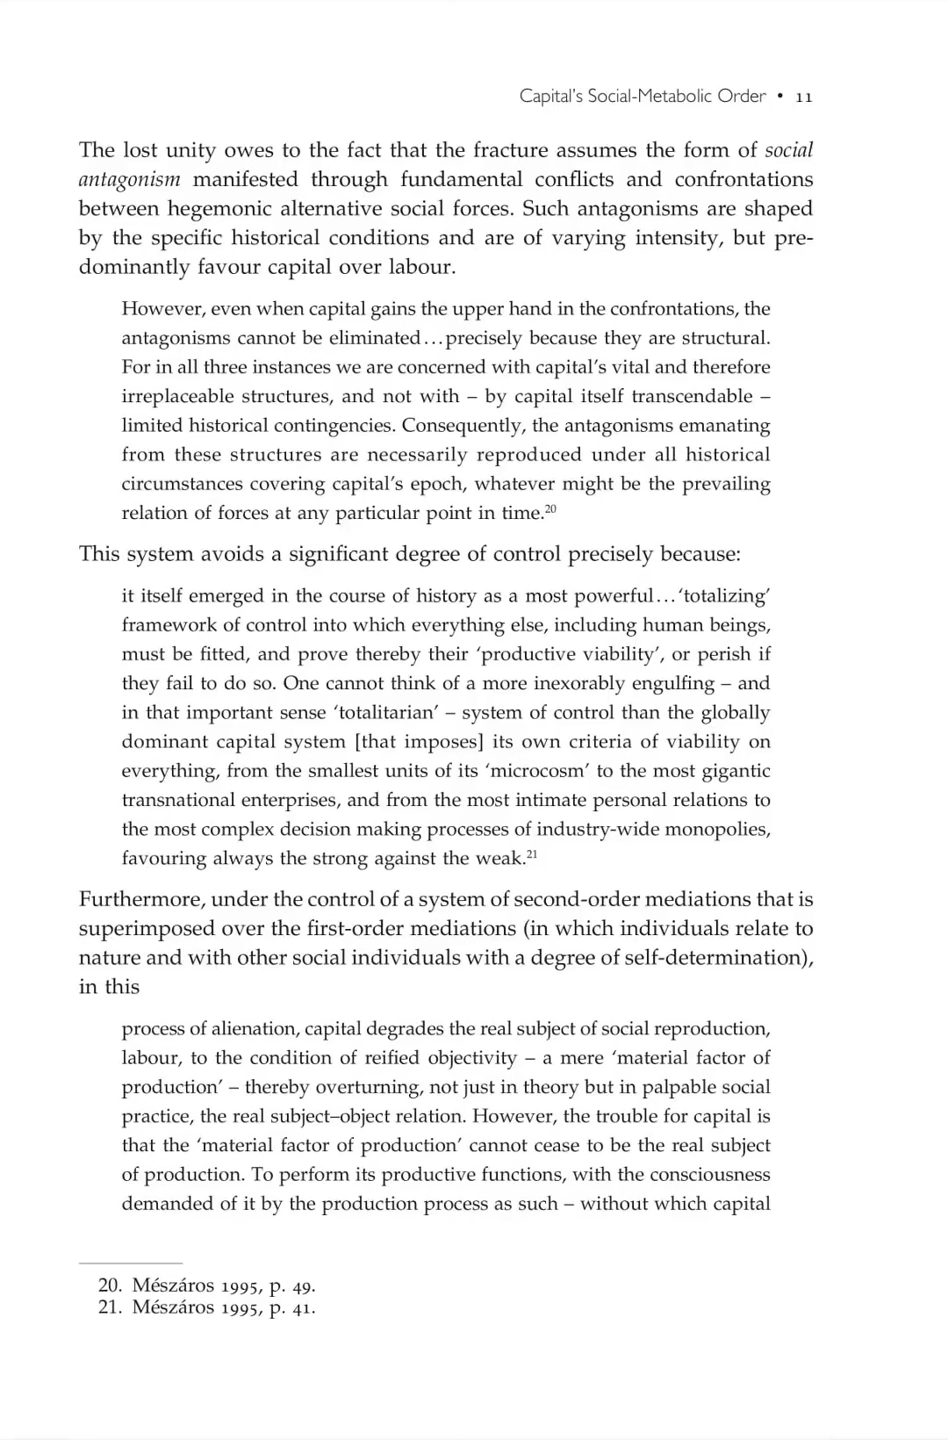 Capital's Social-Metabolic Order • 11
The lost unity owes to the fact that the fracture assumes the form of social
antagonism manifested through fundamental conflicts and confrontations
between hegemonic alternative social forces. Such antagonisms are shaped
by the specific historical conditions and are of varying intensity, but pre-
dominantly favour capital over labour.
However, even when capital gains the upper hand in the confrontations, the
antagonisms cannot be eliminated…precisely because they are structural.
For in all three instances we are concerned with capital's vital and therefore
irreplaceable structures, and not with – by capital itself transcendable –
limited historical contingencies. Consequently, the antagonisms emanating
from these structures are necessarily reproduced under all historical
circumstances covering capital's epoch, whatever might be the prevailing
relation of forces at any particular point in time.20
This system avoids a significant degree of control precisely because:
it itself emerged in the course of history as a most powerful…'totalizing'
framework of control into which everything else, including human beings,
must be fitted, and prove thereby their 'productive viability', or perish if
they fail to do so. One cannot think of a more inexorably engulfing – and
in that important sense 'totalitarian' – system of control than the globally
dominant capital system [that imposes] its own criteria of viability on
everything, from the smallest units of its 'microcosm' to the most gigantic
transnational enterprises, and from the most intimate personal relations to
the most complex decision making processes of industry-wide monopolies,
favouring always the strong against the weak.21
Furthermore, under the control of a system of second-order mediations that is
superimposed over the first-order mediations (in which individuals relate to
nature and with other social individuals with a degree of self-determination),
in this
process of alienation, capital degrades the real subject of social reproduction,
labour, to the condition of reified objectivity – a mere 'material factor of
production' – thereby overturning, not just in theory but in palpable social
practice, the real subject–object relation. However, the trouble for capital is
that the 'material factor of production' cannot cease to be the real subject
of production. To perform its productive functions, with the consciousness
demanded of it by the production process as such – without which capital
20. Mészáros 1995, p. 49.
21. Mészáros 1995, p. 41.